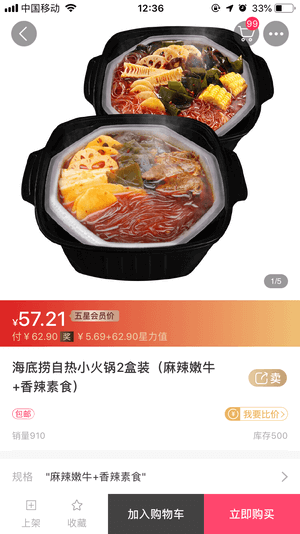 中国移动 12:36 33%
99
1/5
¥57.21 五星会员价
付¥62.90 奖 ¥5.69+62.90星力值
海底捞自热小火锅2盒装（麻辣嫩牛
+香辣素食）
卖
包邮 我要比价>
销量910 库存500
规格 "麻辣嫩牛+香辣素食"
上架 收藏 加入购物车 立即购买